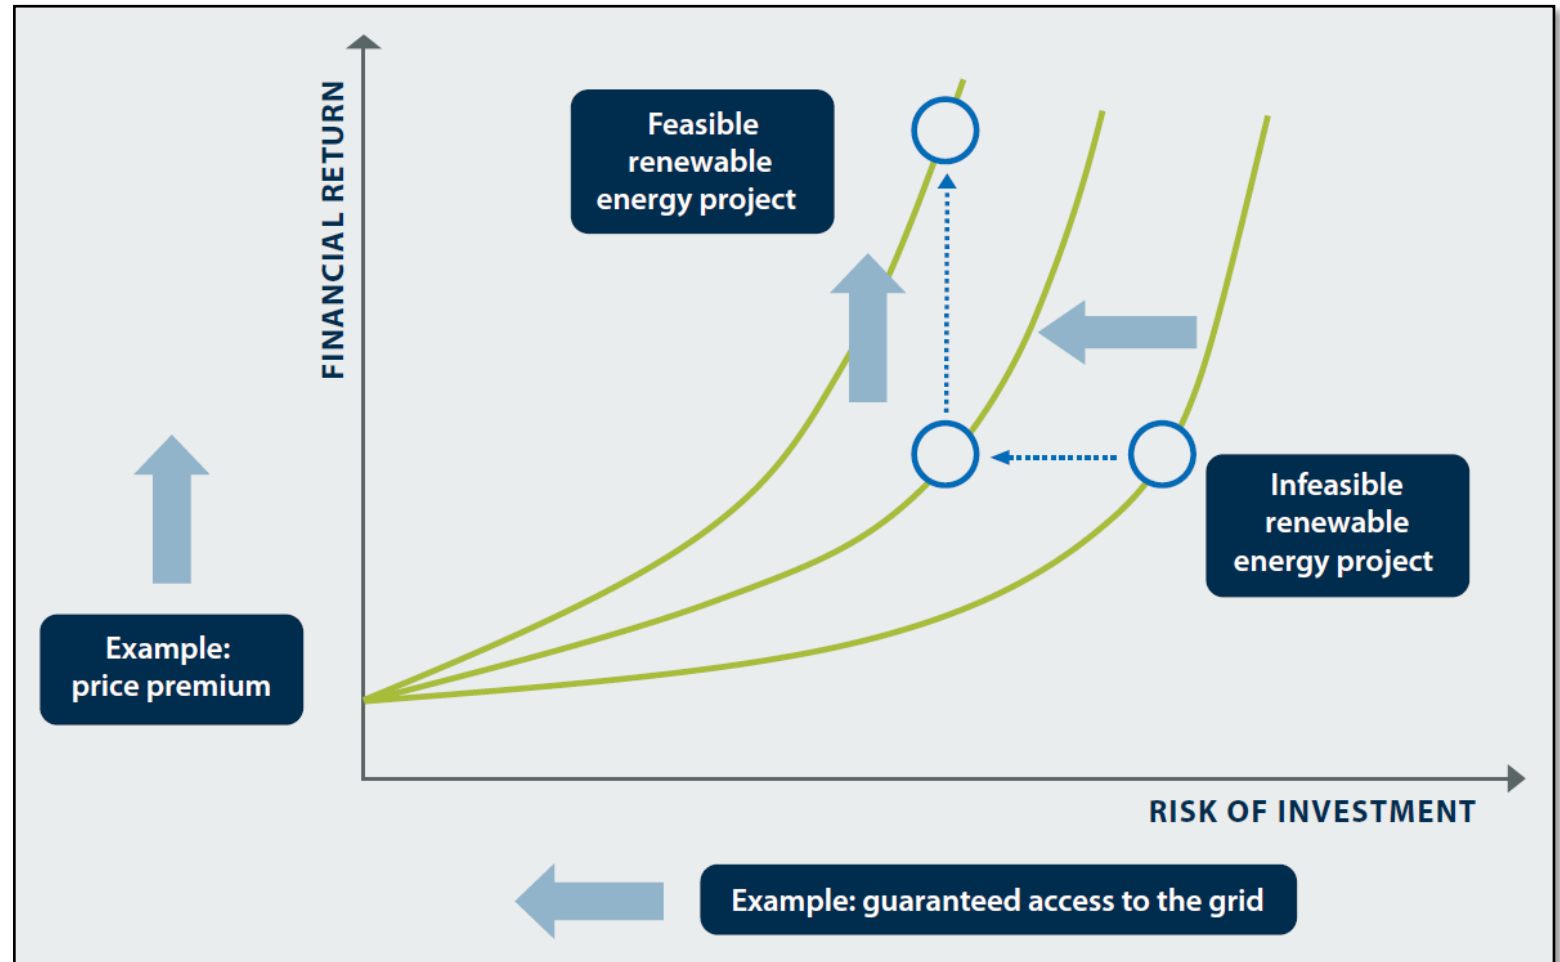 FINANCIAL RETURN
Feasible
renewable
energy project
Infeasible
renewable
energy project
Example:
price premium
RISK OF INVESTMENT
Example: guaranteed access to the grid